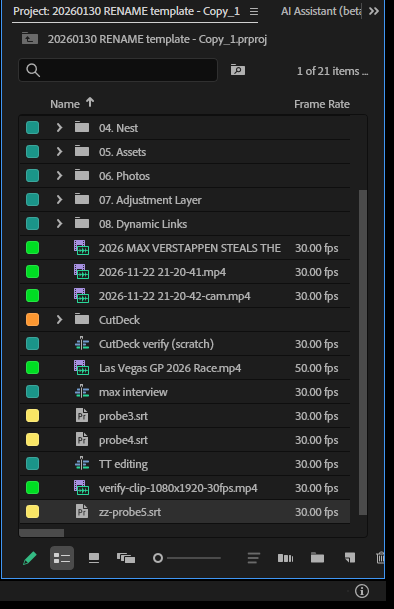 Project: 20260130 RENAME template - Copy_1 AI Assistant (beta
20260130 RENAME template - Copy_1.prproj
1 of 21 items ...
Name Frame Rate
04. Nest
05. Assets
06. Photos
07. Adjustment Layer
08. Dynamic Links
2026 MAX VERSTAPPEN STEALS THE 30.00 fps
2026-11-22 21-20-41.mp4 30.00 fps
2026-11-22 21-20-42-cam.mp4 30.00 fps
CutDeck
CutDeck verify (scratch) 30.00 fps
Las Vegas GP 2026 Race.mp4 50.00 fps
max interview 30.00 fps
Pr probe3.srt 30.00 fps
Pr probe4.srt 30.00 fps
TT editing 30.00 fps
verify-clip-1080x1920-30fps.mp4 30.00 fps
Pr zz-probe5.srt 30.00 fps